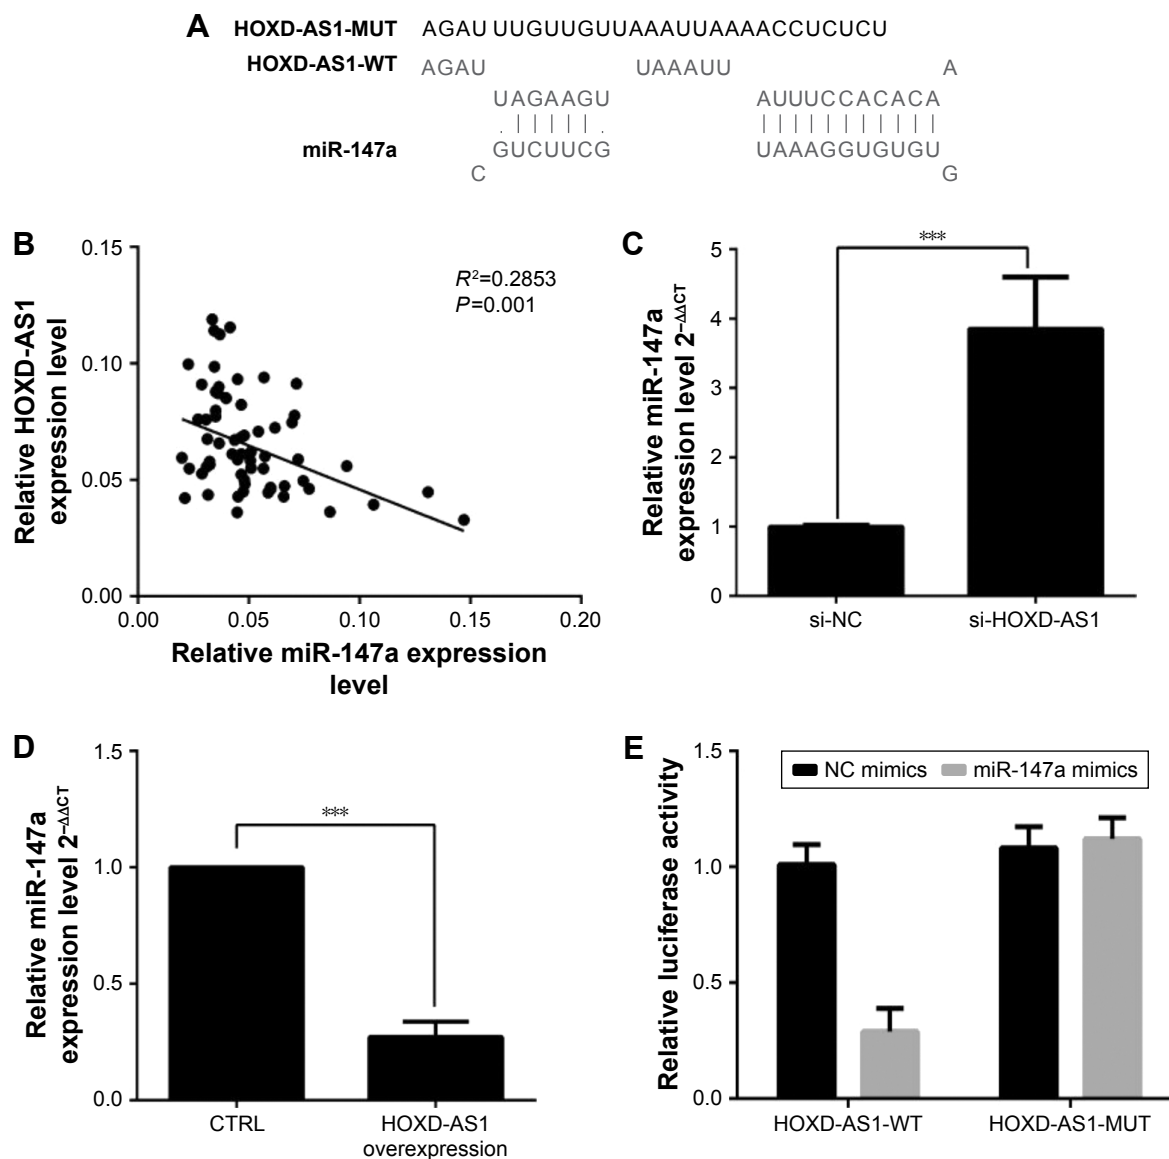 A
HOXD-AS1-MUT AGAU UUGUUGUUAAAUUAAAACCUCUCU
HOXD-AS1-WT AGAU UAAAUU A
UAGAAGU AUUUCCACACA
miR-147a GUCUUCG UAAAGGUGUGU
C G
B
Relative HOXD-AS1
expression level
0.15
0.10
0.05
0.00
R²=0.2853
P=0.001
0.00 0.05 0.10 0.15 0.20
Relative miR-147a expression
level
C
Relative miR-147a
expression level 2^−ΔΔCT
5
4
3
2
1
0
***
si-NC si-HOXD-AS1
D
Relative miR-147a
expression level 2^−ΔΔCT
1.5
1.0
0.5
0.0
***
CTRL HOXD-AS1
overexpression
E
Relative luciferase activity
1.5
1.0
0.5
0.0
NC mimics miR-147a mimics
HOXD-AS1-WT HOXD-AS1-MUT